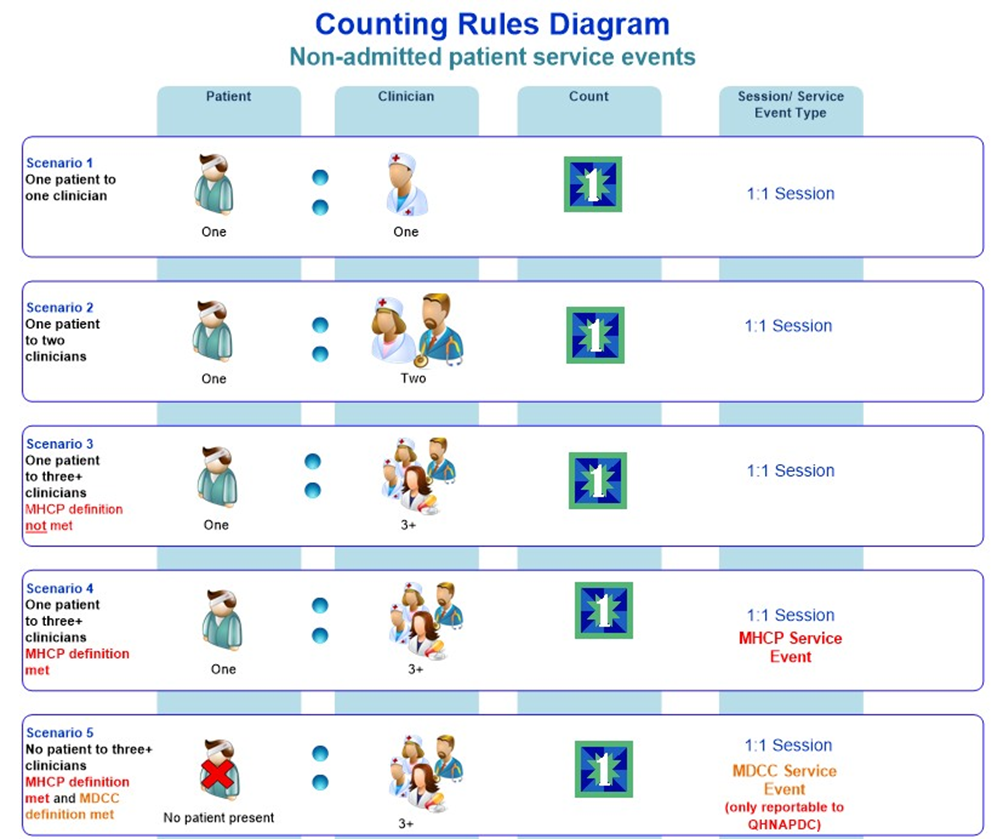 Counting Rules Diagram
Non-admitted patient service events
Patient
Clinician
Count
Session/ Service
Event Type
Scenario 1
One patient to
one clinician
One
One
1
1:1 Session
Scenario 2
One patient
to two
clinicians
One
Two
1
1:1 Session
Scenario 3
One patient
to three+
clinicians
MHCP definition
not met
One
3+
1
1:1 Session
Scenario 4
One patient
to three+
clinicians
MHCP definition
met
One
3+
1
1:1 Session
MHCP Service
Event
Scenario 5
No patient to three+
clinicians
MHCP definition
met and MDCC
definition met
No patient present
3+
1
1:1 Session
MDCC Service
Event
(only reportable to
QHNAPDC)